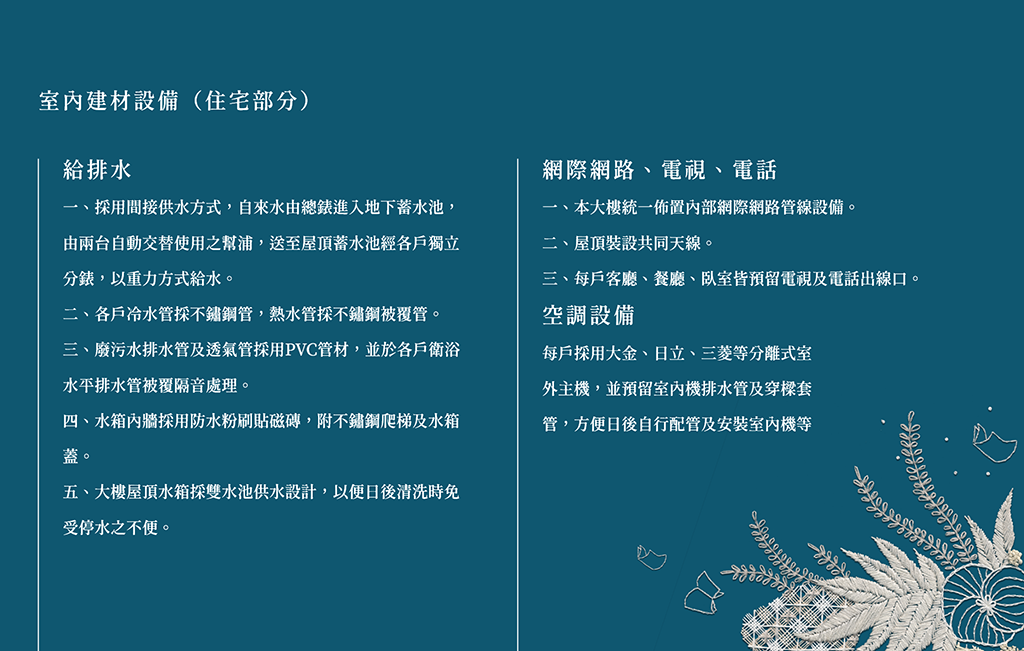 室內建材設備（住宅部分）
給排水
一、採用間接供水方式，自來水由總錶進入地下蓄水池，
由兩台自動交替使用之幫浦，送至屋頂蓄水池經各戶獨立
分錶，以重力方式給水。
二、各戶冷水管採不鏽鋼管，熱水管採不鏽鋼被覆管。
三、廢污水排水管及透氣管採用PVC管材，並於各戶衛浴
水平排水管被覆隔音處理。
四、水箱內牆採用防水粉刷貼磁磚，附不鏽鋼爬梯及水箱
蓋。
五、大樓屋頂水箱採雙水池供水設計，以便日後清洗時免
受停水之不便。
網際網路、電視、電話
一、本大樓統一佈置內部網際網路管線設備。
二、屋頂裝設共同天線。
三、每戶客廳、餐廳、臥室皆預留電視及電話出線口。
空調設備
每戶採用大金、日立、三菱等分離式室
外主機，並預留室內機排水管及穿樑套
管，方便日後自行配管及安裝室內機等